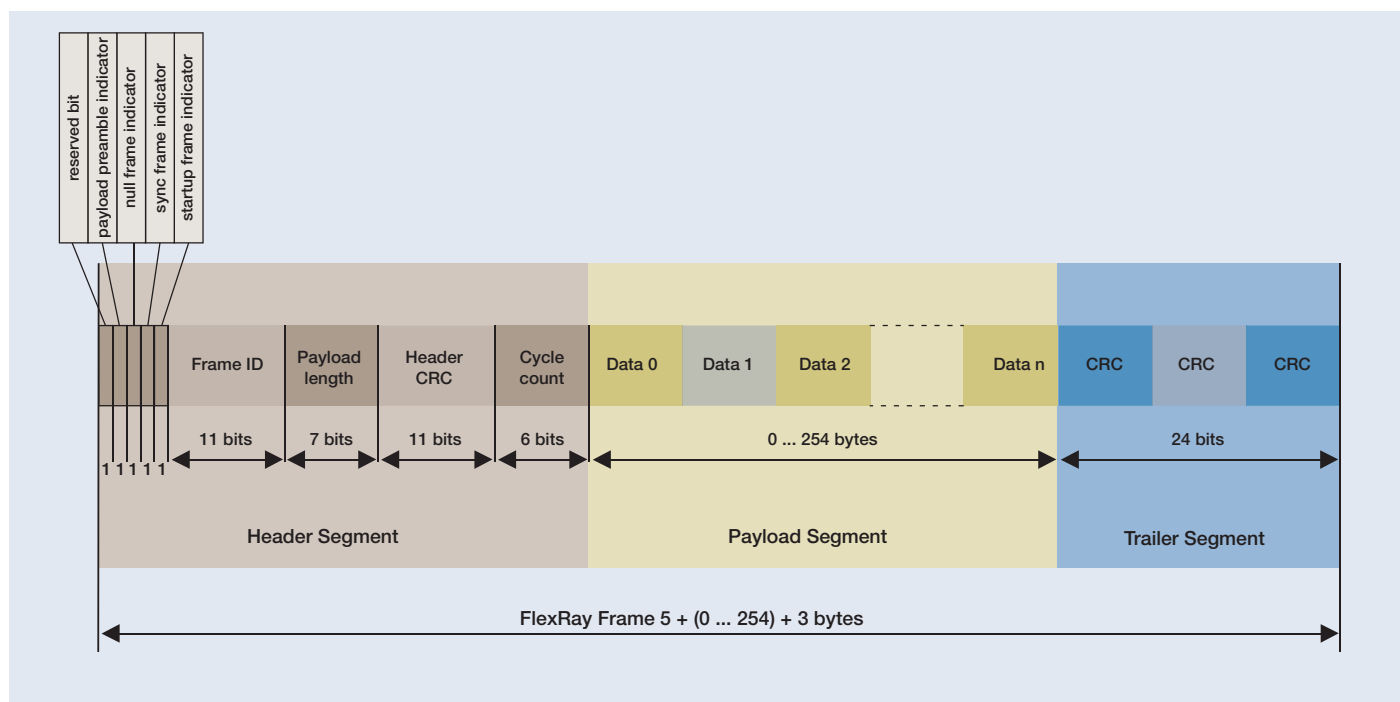 reserved bit
payload preamble indicator
null frame indicator
sync frame indicator
startup frame indicator
Frame ID
Payload
length
Header
CRC
Cycle
count
Data 0
Data 1
Data 2
Data n
CRC
CRC
CRC
11 bits
7 bits
11 bits
6 bits
0 ... 254 bytes
24 bits
1 1 1 1 1
Header Segment
Payload Segment
Trailer Segment
FlexRay Frame 5 + (0 ... 254) + 3 bytes